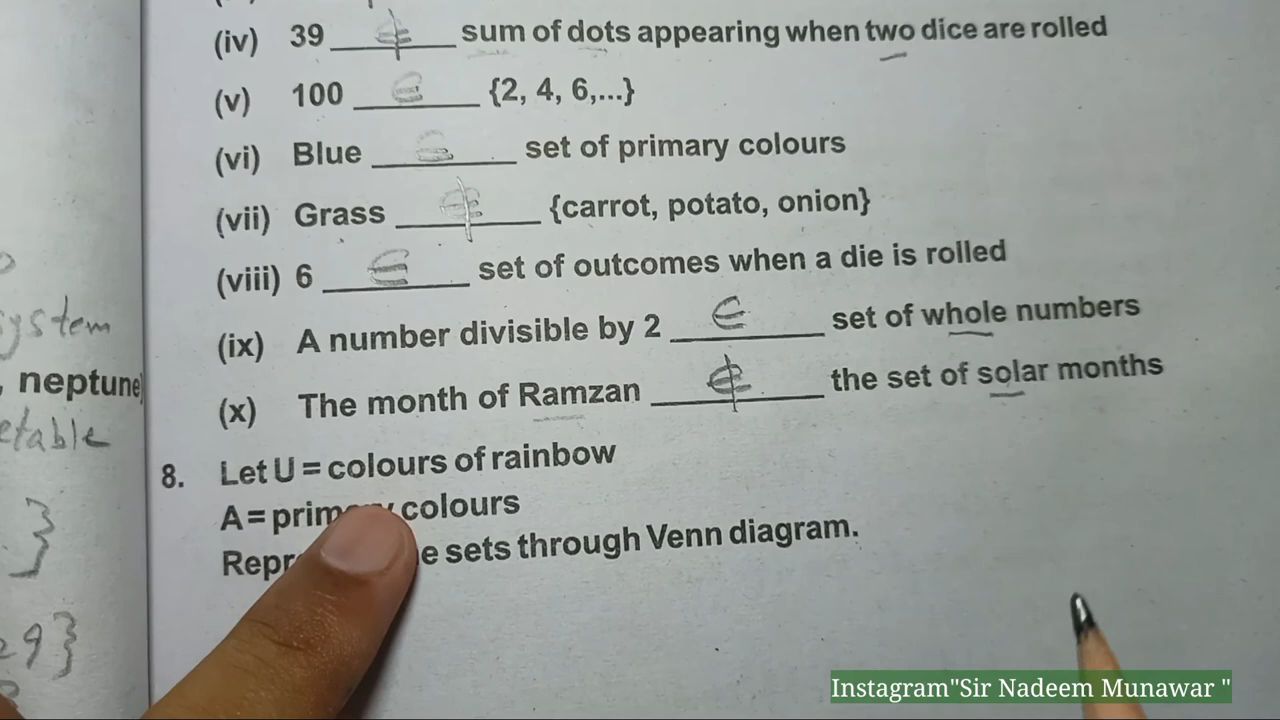 (iv) 39 ∉ sum of dots appearing when two dice are rolled
(v) 100 ∈ {2, 4, 6,...}
(vi) Blue ∈ set of primary colours
(vii) Grass ∉ {carrot, potato, onion}
(viii) 6 ∈ set of outcomes when a die is rolled
(ix) A number divisible by 2 ∈ set of whole numbers
(x) The month of Ramzan ∉ the set of solar months
ystem
, neptune}
etable
}
29}
8. Let U = colours of rainbow
A = primary colours
sets through Venn diagram.
Instagram"Sir Nadeem Munawar "